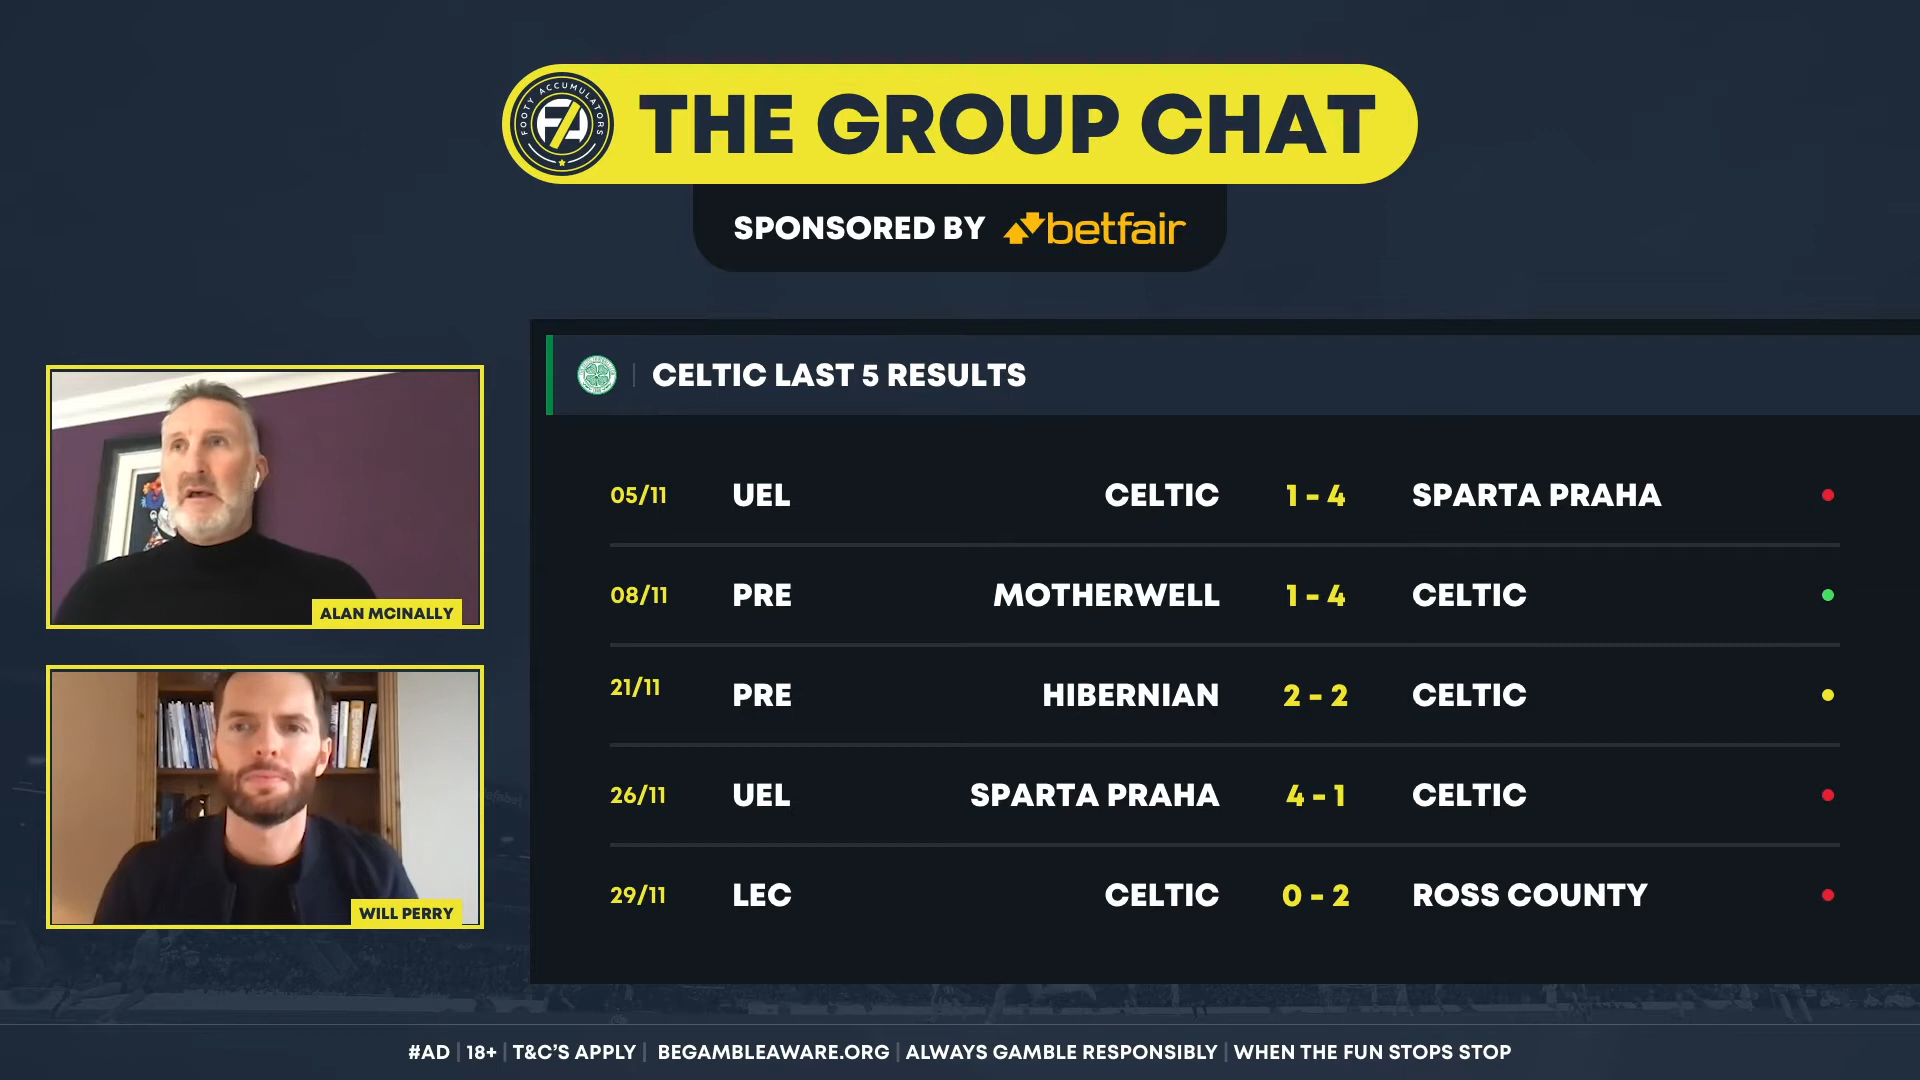 FOOTY ACCUMULATORS
FA
THE GROUP CHAT
SPONSORED BY betfair
CELTIC LAST 5 RESULTS
05/11 UEL CELTIC 1 - 4 SPARTA PRAHA
08/11 PRE MOTHERWELL 1 - 4 CELTIC
21/11 PRE HIBERNIAN 2 - 2 CELTIC
26/11 UEL SPARTA PRAHA 4 - 1 CELTIC
29/11 LEC CELTIC 0 - 2 ROSS COUNTY
ALAN MCINALLY
WILL PERRY
#AD | 18+ | T&C'S APPLY | BEGAMBLEAWARE.ORG | ALWAYS GAMBLE RESPONSIBLY | WHEN THE FUN STOPS STOP